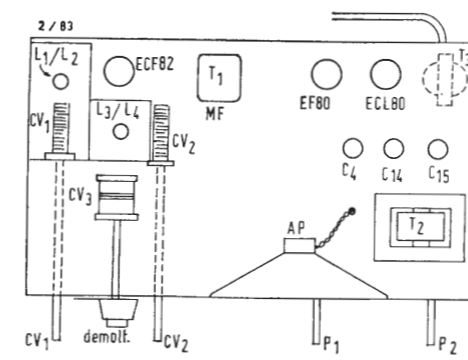 2/83
L1/L2
ECF82
T1
MF
EF80
ECL80
T3
CV1
L3/L4
CV2
C4
C14
C15
CV3
AP
T2
CV1
demolt.
CV2
P1
P2